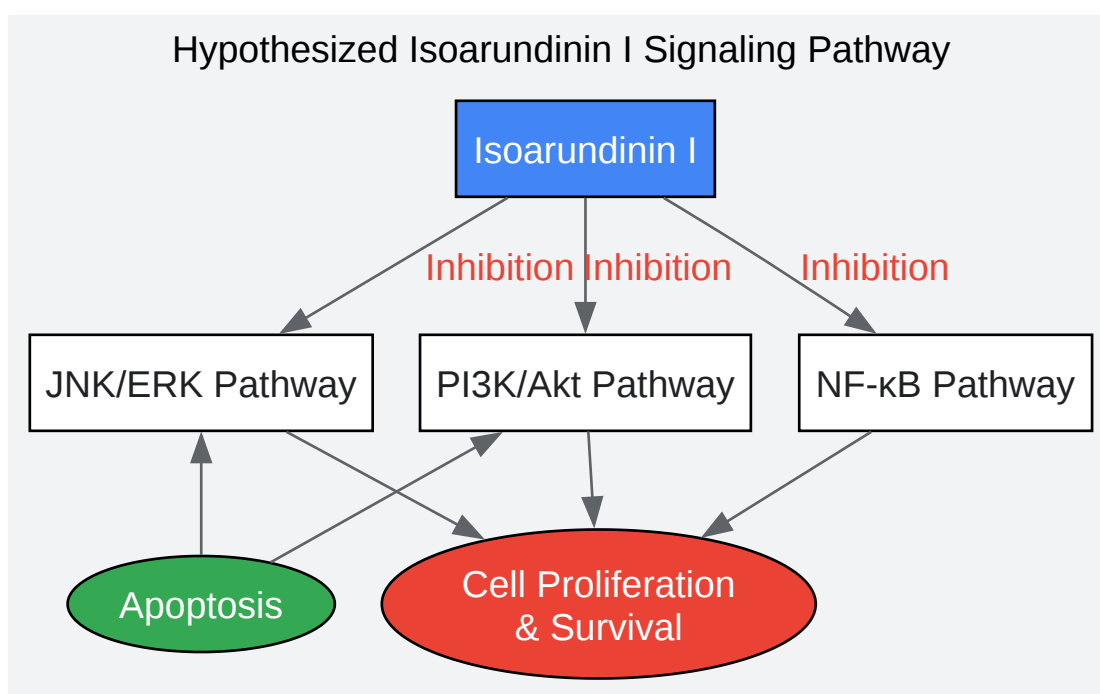 Hypothesized Isoarundinin I Signaling Pathway
Isoarundinin I
Inhibition
Inhibition
Inhibition
JNK/ERK Pathway
PI3K/Akt Pathway
NF-κB Pathway
Apoptosis
Cell Proliferation
& Survival